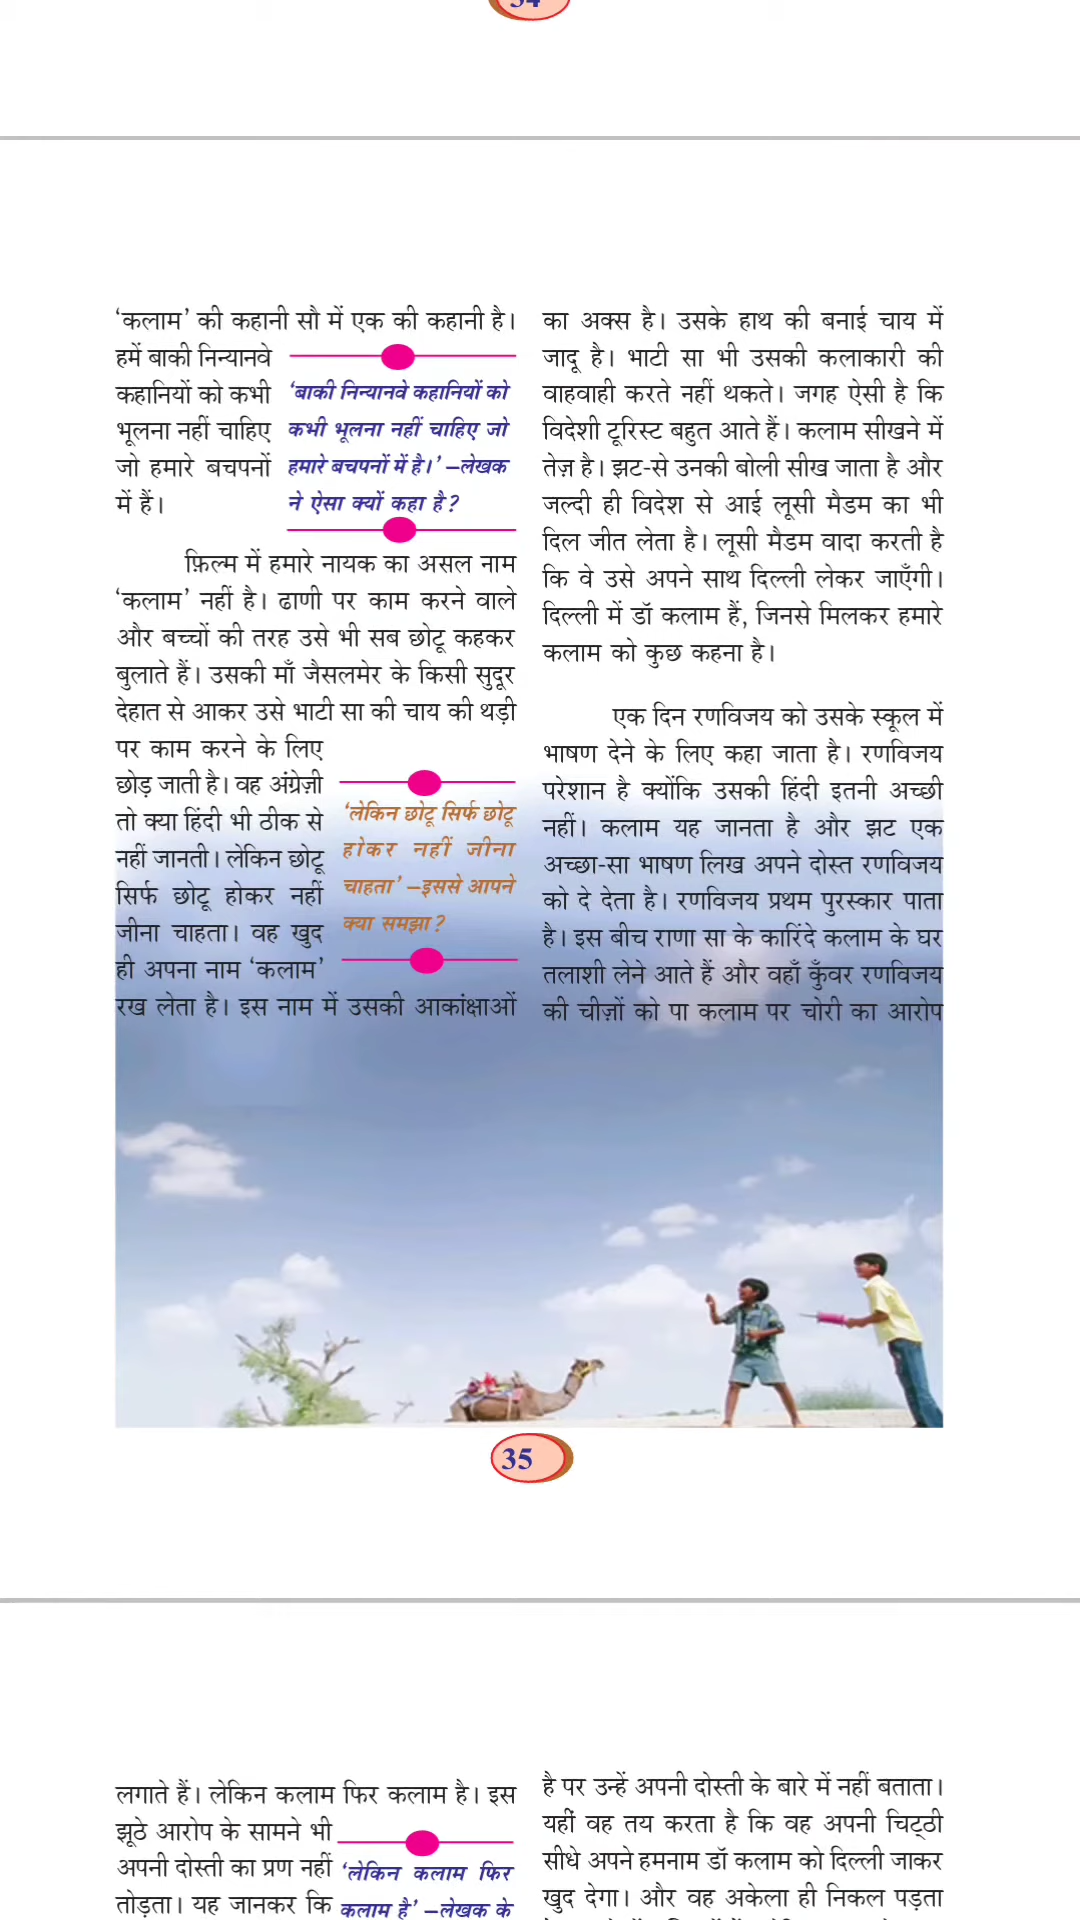 ‘कलाम’ की कहानी सौ में एक की कहानी है।
हमें बाकी निन्यानवे
कहानियों को कभी
भूलना नहीं चाहिए
जो हमारे बचपनों
में हैं।
‘बाकी निन्यानवे कहानियों को
कभी भूलना नहीं चाहिए जो
हमारे बचपनों में है।’ –लेखक
ने ऐसा क्यों कहा है?
फ़िल्म में हमारे नायक का असल नाम
‘कलाम’ नहीं है। ढाणी पर काम करने वाले
और बच्चों की तरह उसे भी सब छोटू कहकर
बुलाते हैं। उसकी माँ जैसलमेर के किसी सुदूर
देहात से आकर उसे भाटी सा की चाय की थड़ी
पर काम करने के लिए
छोड़ जाती है। वह अंग्रेज़ी
तो क्या हिंदी भी ठीक से
नहीं जानती। लेकिन छोटू
सिर्फ छोटू होकर नहीं
जीना चाहता। वह खुद
ही अपना नाम ‘कलाम’
रख लेता है। इस नाम में उसकी आकांक्षाओं
‘लेकिन छोटू सिर्फ छोटू
होकर नहीं जीना
चाहता’ –इससे आपने
क्या समझा?
का अक्स है। उसके हाथ की बनाई चाय में
जादू है। भाटी सा भी उसकी कलाकारी की
वाहवाही करते नहीं थकते। जगह ऐसी है कि
विदेशी टूरिस्ट बहुत आते हैं। कलाम सीखने में
तेज़ है। झट-से उनकी बोली सीख जाता है और
जल्दी ही विदेश से आई लूसी मैडम का भी
दिल जीत लेता है। लूसी मैडम वादा करती है
कि वे उसे अपने साथ दिल्ली लेकर जाएँगी।
दिल्ली में डॉ कलाम हैं, जिनसे मिलकर हमारे
कलाम को कुछ कहना है।
एक दिन रणविजय को उसके स्कूल में
भाषण देने के लिए कहा जाता है। रणविजय
परेशान है क्योंकि उसकी हिंदी इतनी अच्छी
नहीं। कलाम यह जानता है और झट एक
अच्छा-सा भाषण लिख अपने दोस्त रणविजय
को दे देता है। रणविजय प्रथम पुरस्कार पाता
है। इस बीच राणा सा के कारिंदे कलाम के घर
तलाशी लेने आते हैं और वहाँ कुँवर रणविजय
की चीज़ों को पा कलाम पर चोरी का आरोप
35
लगाते हैं। लेकिन कलाम फिर कलाम है। इस
झूठे आरोप के सामने भी
अपनी दोस्ती का प्रण नहीं
तोड़ता। यह जानकर कि
‘लेकिन कलाम फिर
कलाम है’ –लेखक के
है पर उन्हें अपनी दोस्ती के बारे में नहीं बताता।
यहीं वह तय करता है कि वह अपनी चिट्ठी
सीधे अपने हमनाम डॉ कलाम को दिल्ली जाकर
खुद देगा। और वह अकेला ही निकल पड़ता